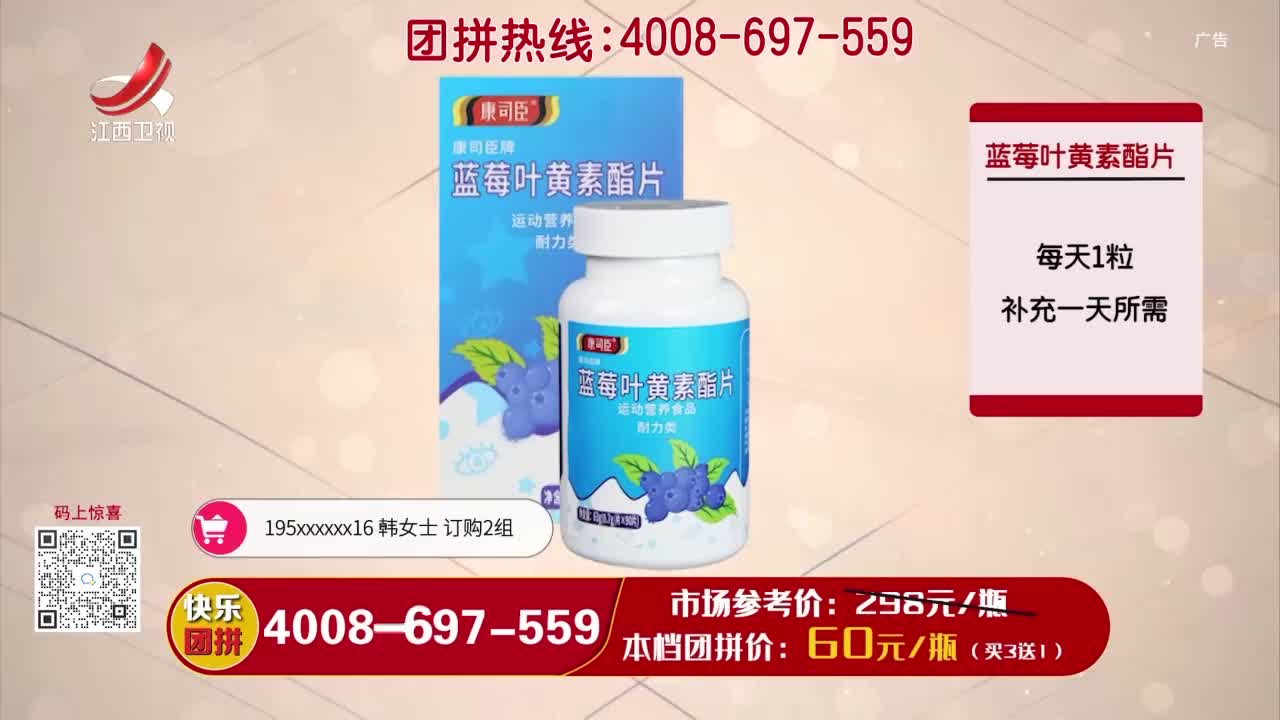 团拼热线:4008-697-559
广告
江西卫视
康司臣
康司臣牌
蓝莓叶黄素酯片
运动营养
耐力类
康司臣
蓝莓叶黄素酯片
运动营养食品
耐力类
蓝莓叶黄素酯片
每天1粒
补充一天所需
码上惊喜
195xxxxxx16 韩女士 订购2组
快乐
团拼
4008-697-559
市场参考价：298元/瓶
本档团拼价：60元/瓶（买3送1）